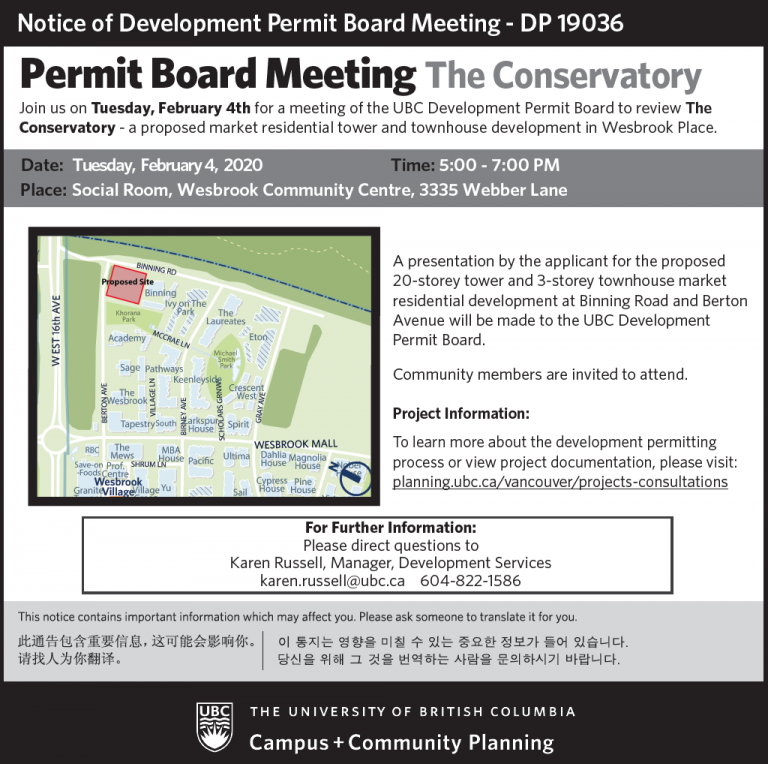 Notice of Development Permit Board Meeting - DP 19036
Permit Board Meeting The Conservatory
Join us on Tuesday, February 4th for a meeting of the UBC Development Permit Board to review The
Conservatory - a proposed market residential tower and townhouse development in Wesbrook Place.
Date: Tuesday, February 4, 2020 Time: 5:00 - 7:00 PM
Place: Social Room, Wesbrook Community Centre, 3335 Webber Lane
WEST 16th AVE
BINNING RD
Proposed Site
Binning
Ivy on The
Park
Khorana
Park
The
Laureates
Academy
MCCRAE LN
Eton
Michael
Smith
Park
Sage
Pathways
Keenleyside
Crescent
West
The
Wesbrook
BERTON AVE
VILLAGE LN
BIRNEY AVE
SCHOLARS GRNWY
GRAY AVE
Tapestry
South
Larkspur
House
Spirit
WESBROOK MALL
RBC
The
Mews
MBA
House
Pacific
Ultima
Dahlia
House
Magnolia
House
Save-on
Foods
Prof.
Centre
SHRUM LN
Wesbrook
Village
Granite
Village
Yu
Sail
Cypress
House
Pine
House
N
A presentation by the applicant for the proposed
20-storey tower and 3-storey townhouse market
residential development at Binning Road and Berton
Avenue will be made to the UBC Development
Permit Board.
Community members are invited to attend.
Project Information:
To learn more about the development permitting
process or view project documentation, please visit:
planning.ubc.ca/vancouver/projects-consultations
For Further Information:
Please direct questions to
Karen Russell, Manager, Development Services
karen.russell@ubc.ca 604-822-1586
This notice contains important information which may affect you. Please ask someone to translate it for you.
此通告包含重要信息，这可能会影响你。
请找人为你翻译。
이 통지는 영향을 미칠 수 있는 중요한 정보가 들어 있습니다.
당신을 위해 그 것을 번역하는 사람을 문의하시기 바랍니다.
UBC
THE UNIVERSITY OF BRITISH COLUMBIA
Campus + Community Planning